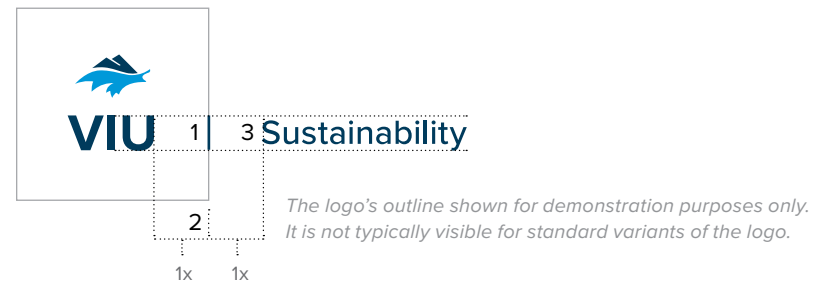 VIU 1 3 Sustainability
The logo’s outline shown for demonstration purposes only.
2
It is not typically visible for standard variants of the logo.
1x 1x